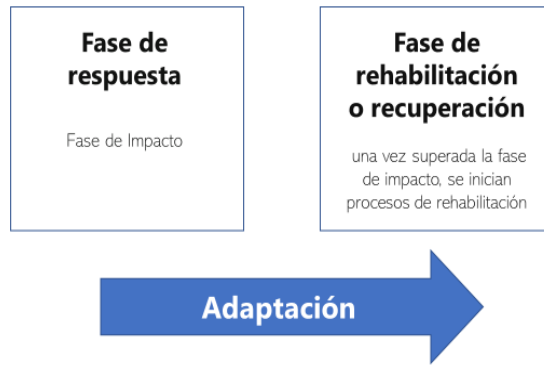 Fase de
respuesta
Fase de Impacto
Fase de
rehabilitación
o recuperación
una vez superada la fase
de impacto, se inician
procesos de rehabilitación
Adaptación